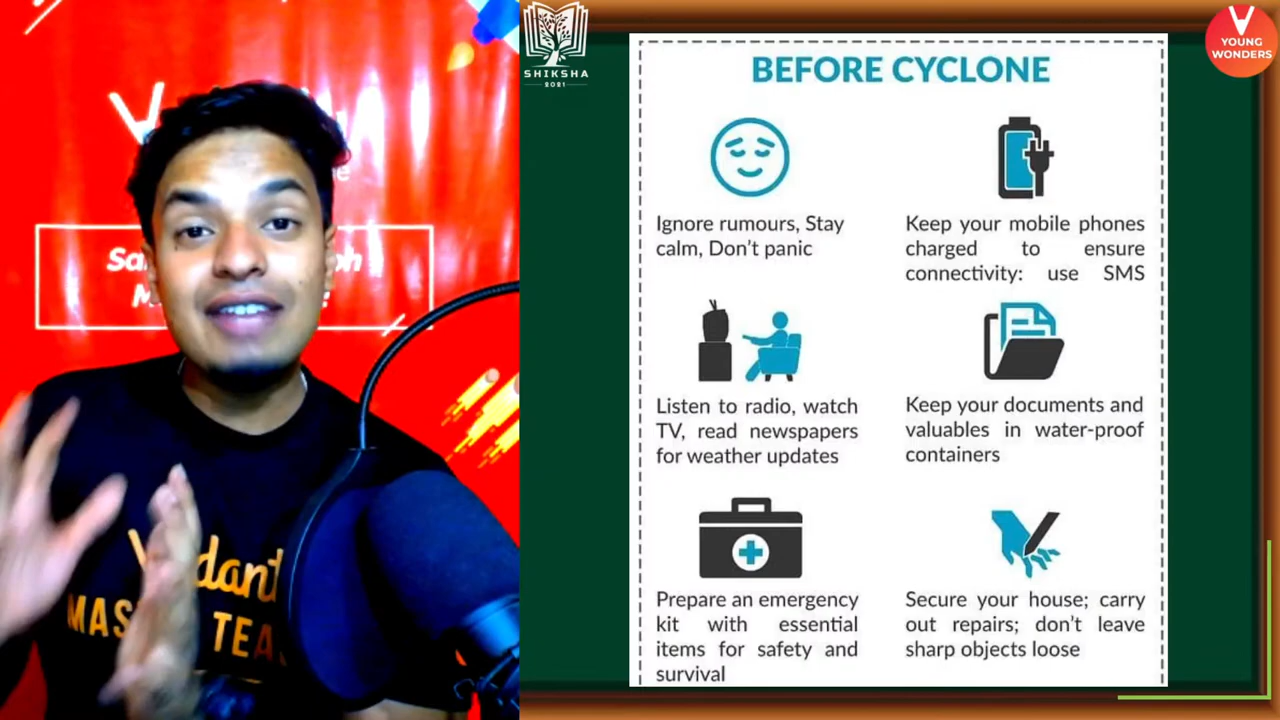 SHIKSHA
2021
YOUNG
WONDERS
BEFORE CYCLONE
Ignore rumours, Stay
calm, Don't panic
Keep your mobile phones
charged to ensure
connectivity: use SMS
Listen to radio, watch
TV, read newspapers
for weather updates
Keep your documents and
valuables in water-proof
containers
Prepare an emergency
kit with essential
items for safety and
survival
Secure your house; carry
out repairs; don't leave
sharp objects loose